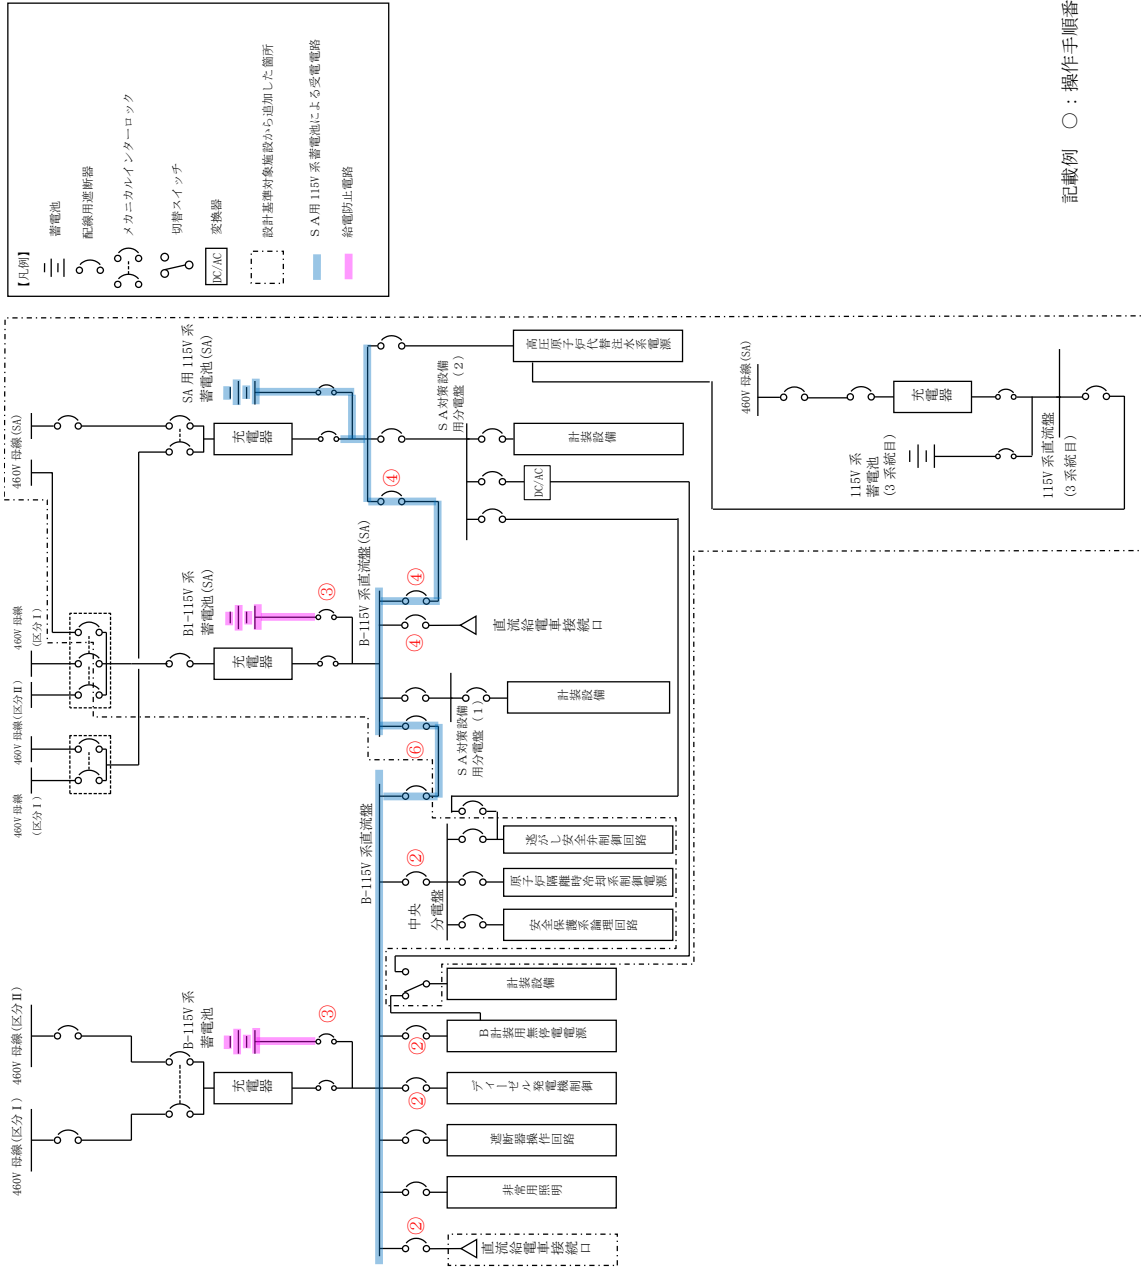 【凡例】
蓄電池
配線用遮断器
メカニカルインターロック
切替スイッチ
DC/AC
変換器
設計基準対象施設から追加した箇所
ＳＡ用 115V 系蓄電池による受電電路
給電防止電路
記載例 ○：操作手順番
460V 母線(SA)
SA 用 115V 系
蓄電池(SA)
充電器
高圧原子炉代替注水系電源
ＳＡ対策設備
用分電盤（2）
計装設備
DC/AC
④
460V 母線(SA)
充電器
115V 系
蓄電池
(3 系統目)
115V 系直流盤
(3 系統目)
460V 母線
(区分Ⅰ)
460V 母線(区分Ⅱ)
460V 母線
(区分Ⅰ)
B1-115V 系
蓄電池(SA)
③
充電器
B-115V 系直流盤(SA)
④
④
直流給電車接続口
ＳＡ対策設備
用分電盤（1）
計装設備
⑥
B-115V 系直流盤
②
中央
分電盤
逃がし安全弁制御回路
原子炉隔離時冷却系制御電源
安全保護系論理回路
計装設備
460V 母線(区分Ⅱ)
460V 母線(区分Ⅰ)
B-115V 系
蓄電池
③
充電器
②
B計装用無停電電源
②
ディーゼル発電機制御
遮断器操作回路
非常用照明
②
直流給電車接続口